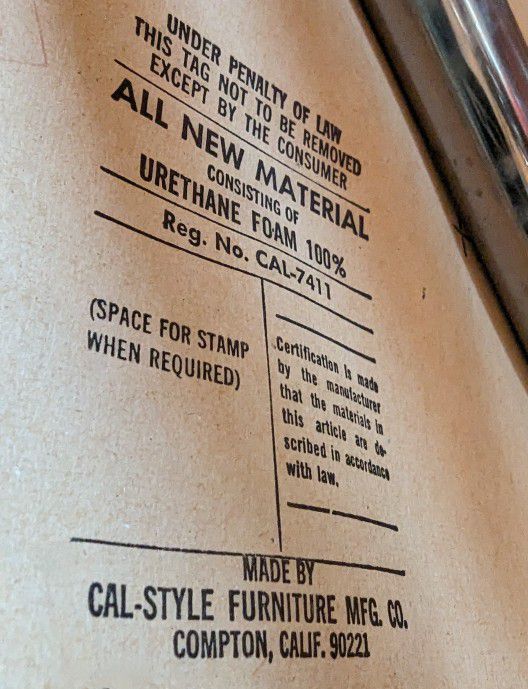 UNDER PENALTY OF LAW
THIS TAG NOT TO BE REMOVED
EXCEPT BY THE CONSUMER
ALL NEW MATERIAL
CONSISTING OF
URETHANE FOAM 100%
Reg. No. CAL-7411
(SPACE FOR STAMP
WHEN REQUIRED)
Certification is made
by the manufacturer
that the materials in
this article are de-
scribed in accordance
with law.
MADE BY
CAL-STYLE FURNITURE MFG. CO.
COMPTON, CALIF. 90221